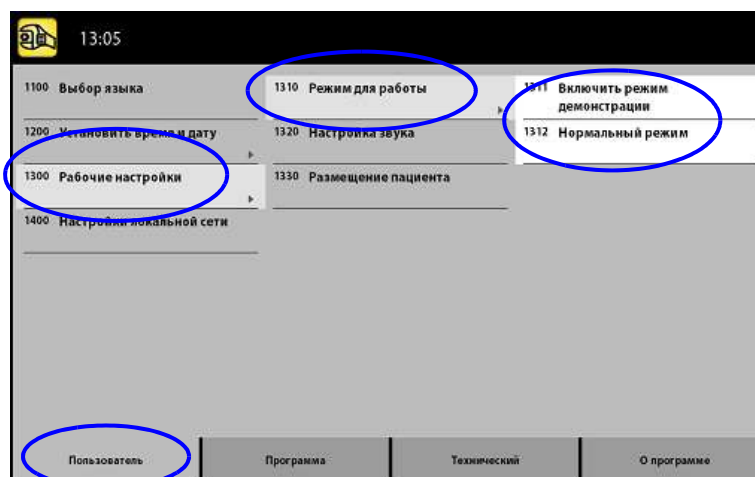 13:05
1100 Выбор языка
1200 Установить время и дату
1300 Рабочие настройки
1400 Настройки локальной сети
1310 Режим для работы
1320 Настройка звука
1330 Размещение пациента
1311 Включить режим
демонстрации
1312 Нормальный режим
Пользователь
Программа
Технический
О программе